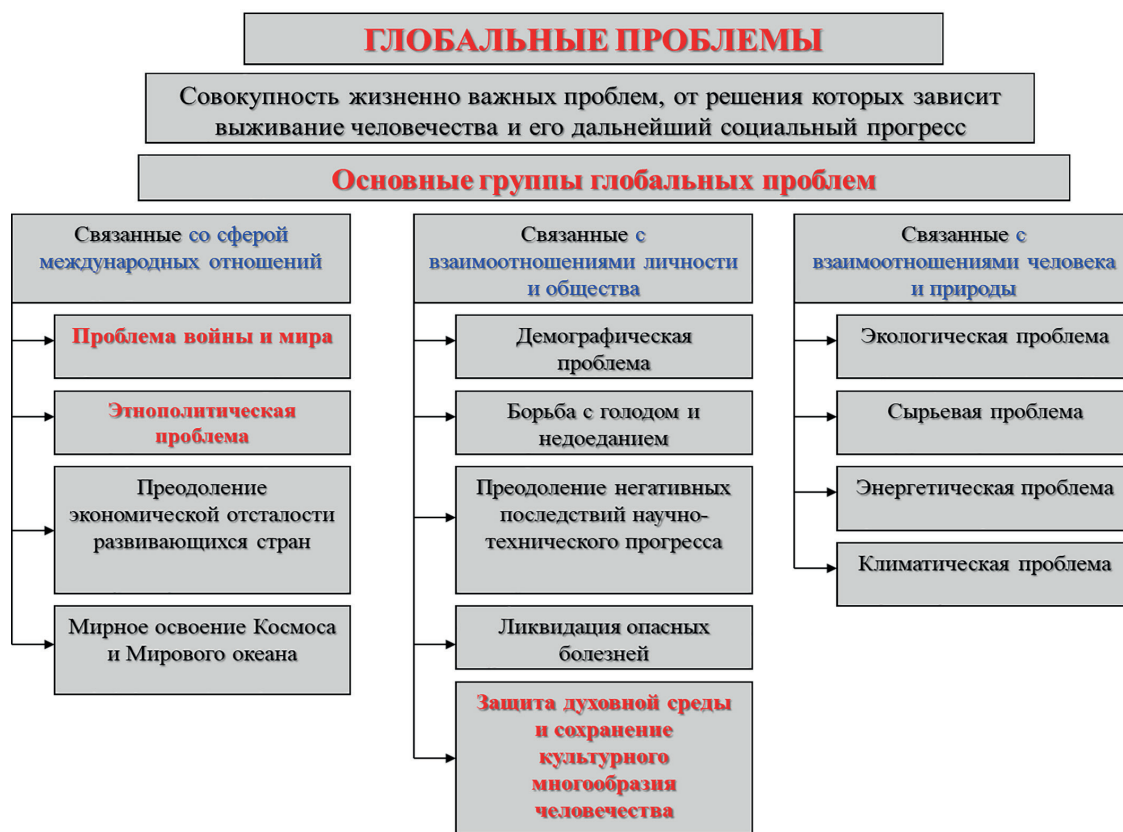 ГЛОБАЛЬНЫЕ ПРОБЛЕМЫ
Совокупность жизненно важных проблем, от решения которых зависит
выживание человечества и его дальнейший социальный прогресс
Основные группы глобальных проблем
Связанные со сферой
международных отношений
Проблема войны и мира
Этнополитическая
проблема
Преодоление
экономической отсталости
развивающихся стран
Мирное освоение Космоса
и Мирового океана
Связанные с
взаимоотношениями личности
и общества
Демографическая
проблема
Борьба с голодом и
недоеданием
Преодоление негативных
последствий научно-
технического прогресса
Ликвидация опасных
болезней
Защита духовной среды
и сохранение
культурного
многообразия
человечества
Связанные с
взаимоотношениями человека
и природы
Экологическая проблема
Сырьевая проблема
Энергетическая проблема
Климатическая проблема